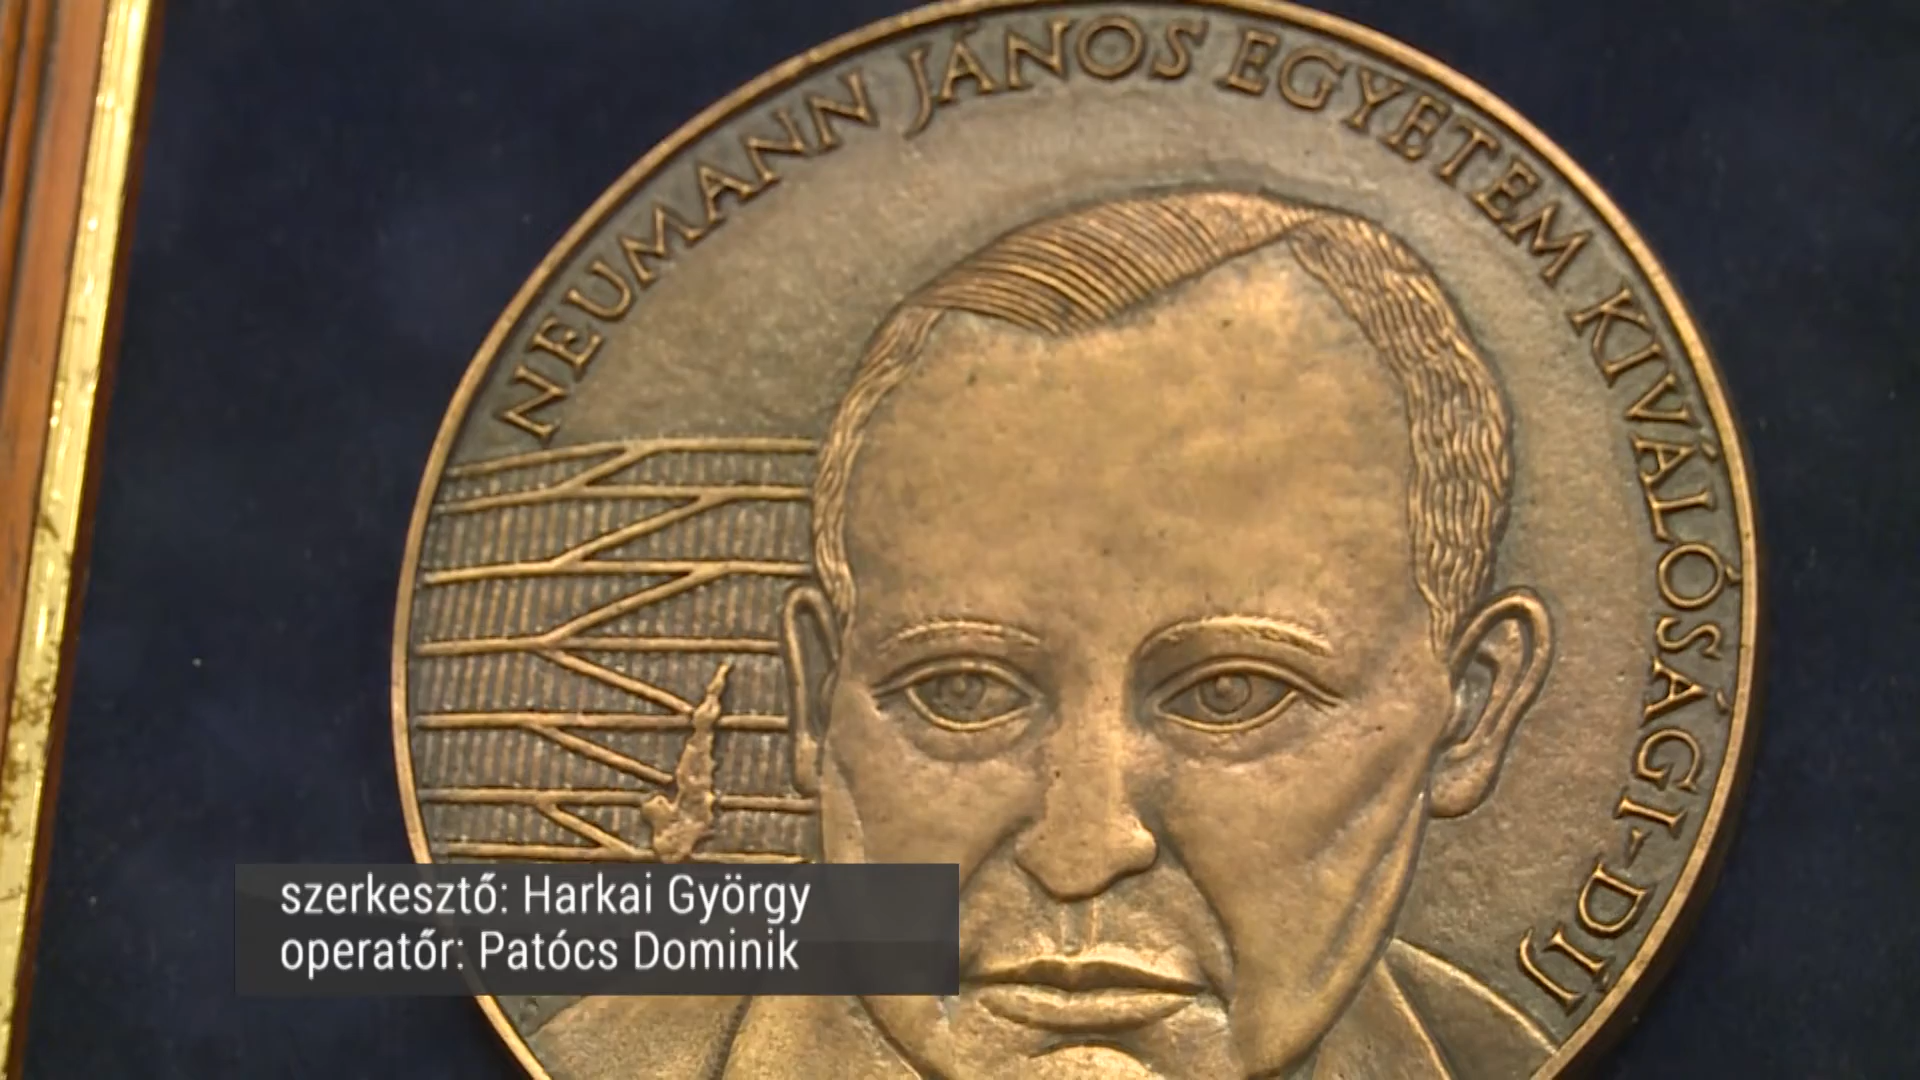 NEUMANN JÁNOS EGYETEM KIVÁLÓSÁGI-DÍJ
szerkesztő: Harkai György
operatőr: Patócs Dominik